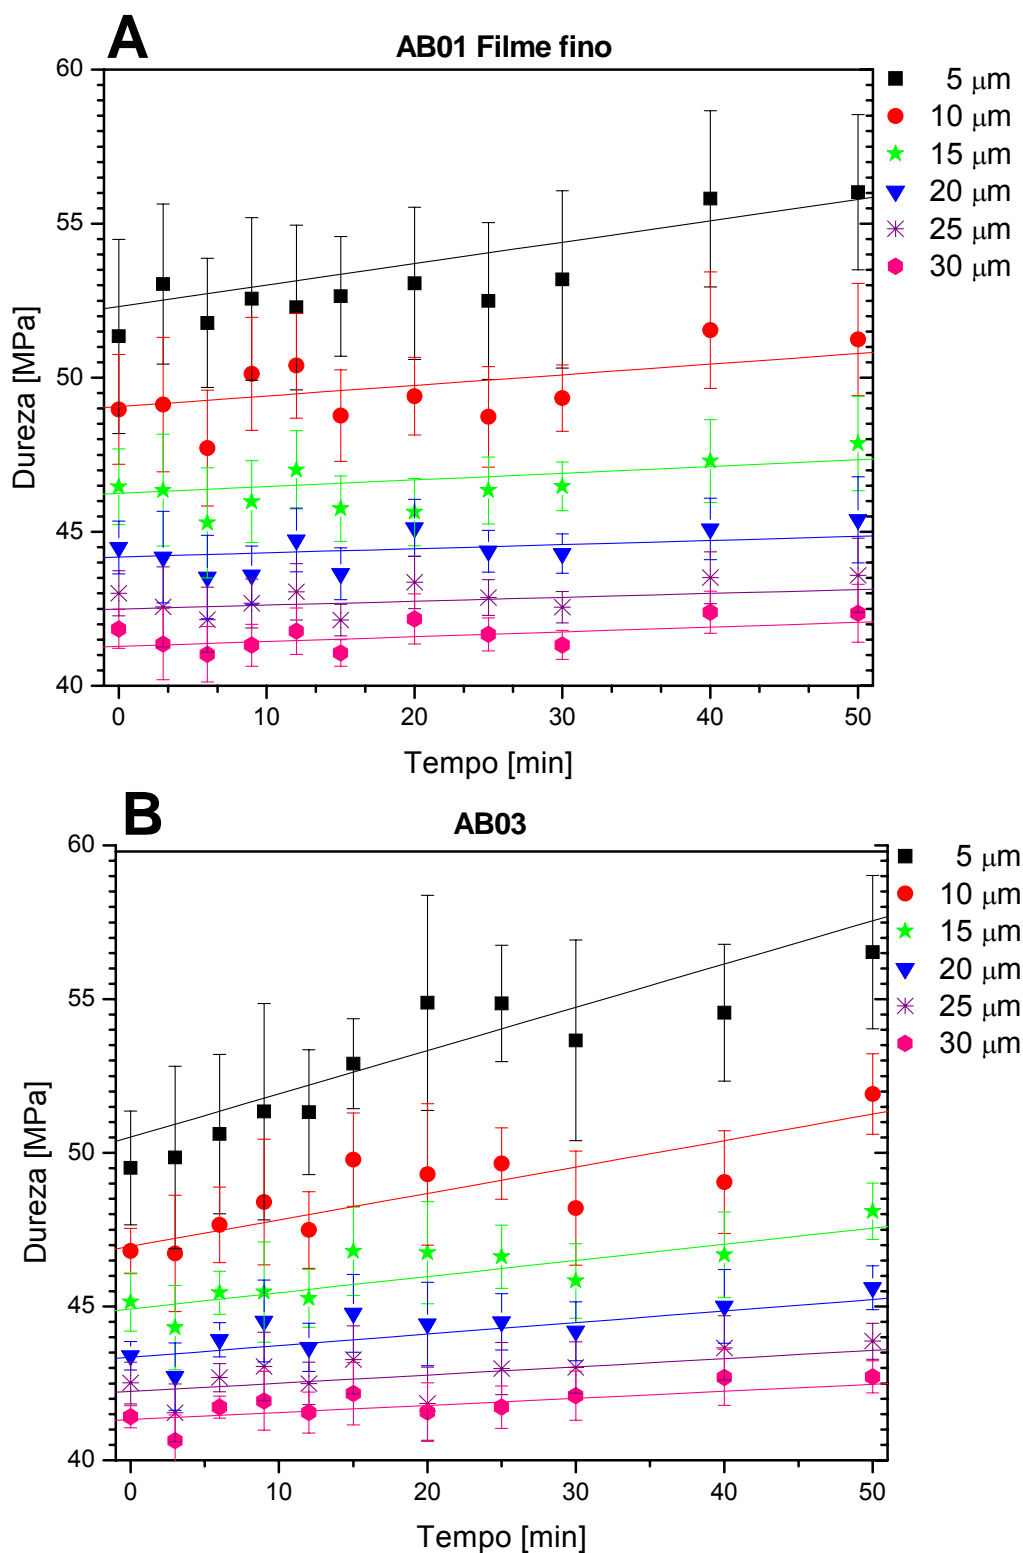 A
AB01 Filme fino
60
55
50
45
40
Dureza [MPa]
0 10 20 30 40 50
Tempo [min]
5 μm
10 μm
15 μm
20 μm
25 μm
30 μm
B
AB03
60
55
50
45
40
Dureza [MPa]
0 10 20 30 40 50
Tempo [min]
5 μm
10 μm
15 μm
20 μm
25 μm
30 μm